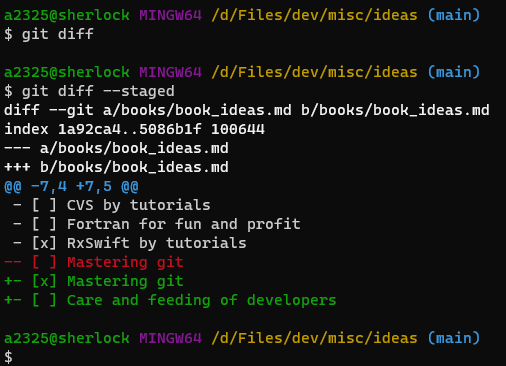 a2325@sherlock MINGW64 /d/Files/dev/misc/ideas (main)
$ git diff
a2325@sherlock MINGW64 /d/Files/dev/misc/ideas (main)
$ git diff --staged
diff --git a/books/book_ideas.md b/books/book_ideas.md
index 1a92ca4..5086b1f 100644
--- a/books/book_ideas.md
+++ b/books/book_ideas.md
@@ -7,4 +7,5 @@
 - [ ] CVS by tutorials
 - [ ] Fortran for fun and profit
 - [x] RxSwift by tutorials
-- [ ] Mastering git
+- [x] Mastering git
+- [ ] Care and feeding of developers
a2325@sherlock MINGW64 /d/Files/dev/misc/ideas (main)
$